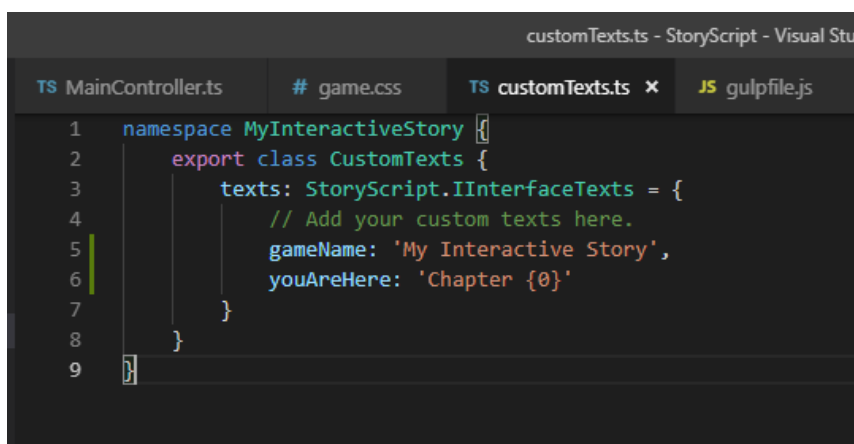 customTexts.ts - StoryScript - Visual Stu
TS MainController.ts # game.css TS customTexts.ts × JS gulpfile.js
1 namespace MyInteractiveStory {
2 export class CustomTexts {
3 texts: StoryScript.IInterfaceTexts = {
4 // Add your custom texts here.
5 gameName: 'My Interactive Story',
6 youAreHere: 'Chapter {0}'
7 }
8 }
9 }